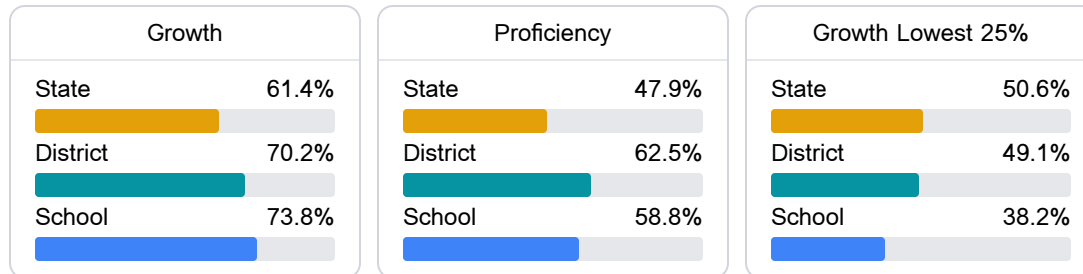 Growth
State 61.4%
District 70.2%
School 73.8%
Proficiency
State 47.9%
District 62.5%
School 58.8%
Growth Lowest 25%
State 50.6%
District 49.1%
School 38.2%